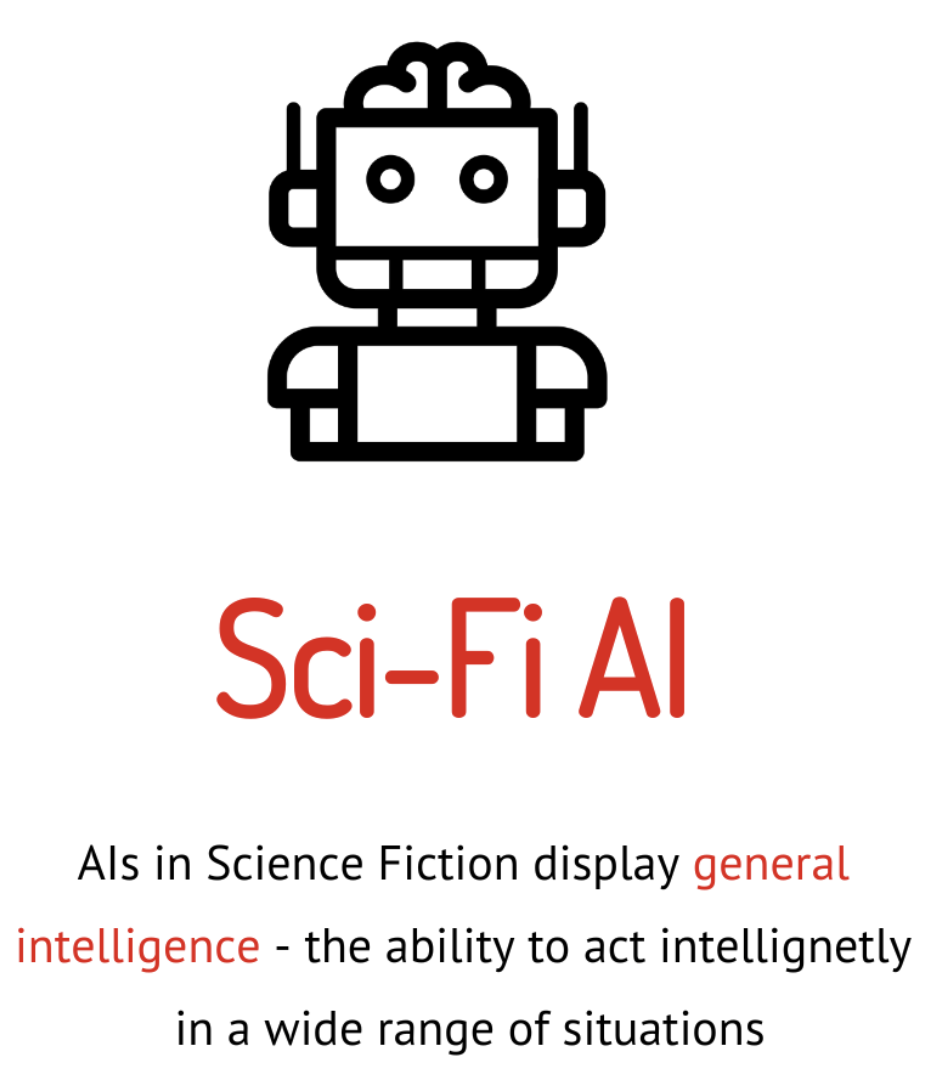 Sci-Fi AI
AIs in Science Fiction display general
intelligence - the ability to act intellignetly
in a wide range of situations